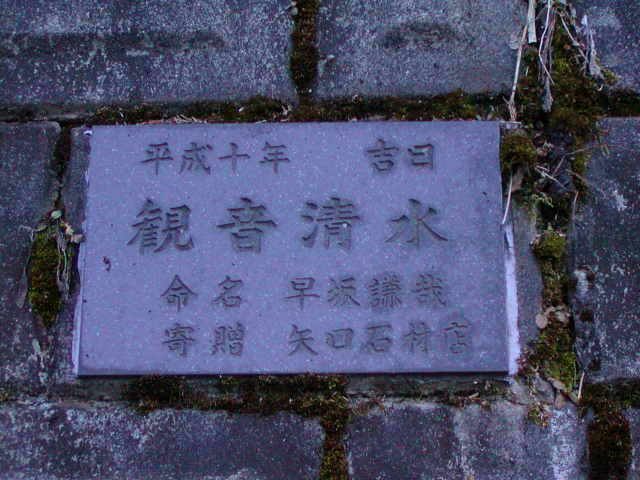 平成十年 吉日
観音清水
命名 早坂謙哉
寄贈 矢口石材店